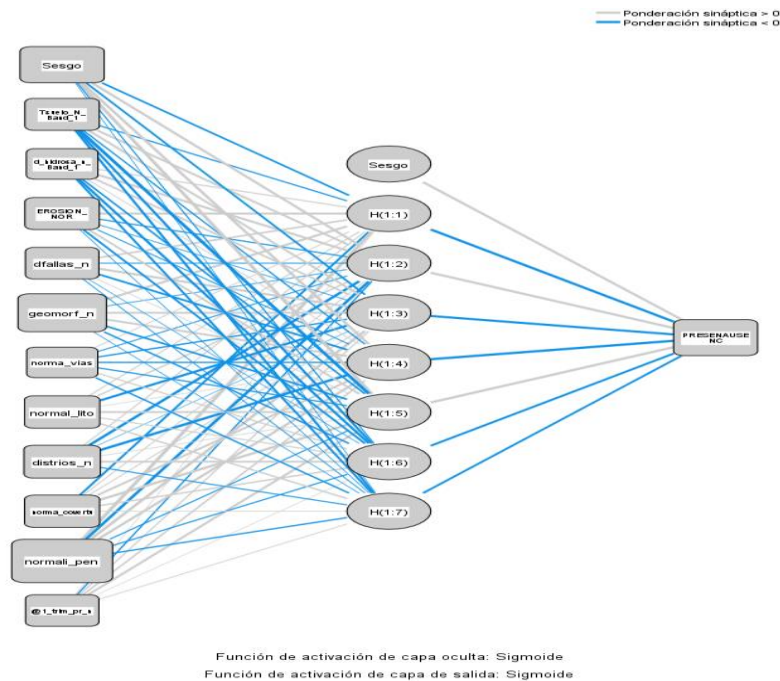 Ponderación sináptica > 0
Ponderación sináptica < 0
Sesgo
Band_1
Band_1
EROSION_
NOR
dfallas_n
geomorf_n
norma_vias
normal_lito
distrios_n
normali_pen
Sesgo
H(1:1)
H(1:2)
H(1:3)
H(1:4)
H(1:5)
H(1:6)
H(1:7)
PRESENAUSE
NC
Función de activación de capa oculta: Sigmoide
Función de activación de capa de salida: Sigmoide